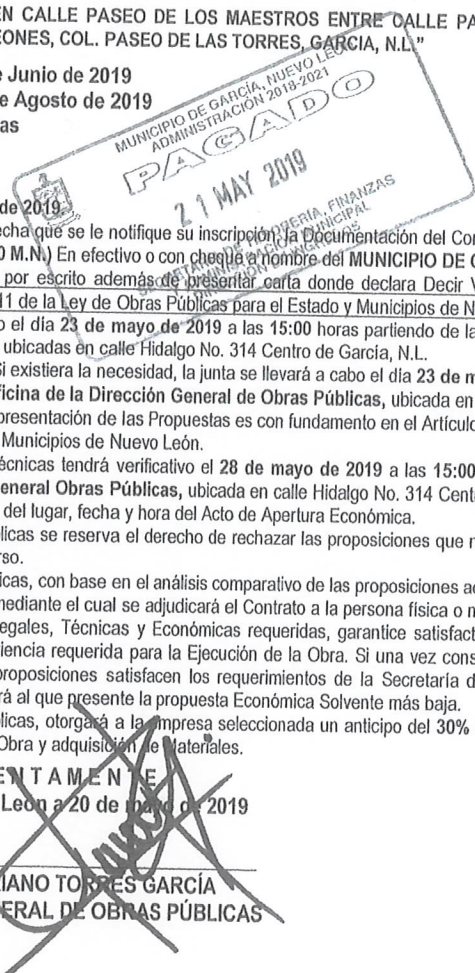 EN CALLE PASEO DE LOS MAESTROS ENTRE CALLE PA
EONES, COL. PASEO DE LAS TORRES, GARCIA, N.L."
e Junio de 2019
e Agosto de 2019
as
MUNICIPIO DE GARCÍA, NUEVO LEÓN
ADMINISTRACIÓN 2018-2021
PAGADO
21 MAY 2019
SECRETARÍA DE TESORERÍA, FINANZAS
Y ADMINISTRACIÓN MUNICIPAL
DIRECCIÓN DE INGRESOS
de 2019.
echa que se le notifique su inscripción, la Documentación del Con
0 M.N.) En efectivo o con cheque a nombre del MUNICIPIO DE G
por escrito además de presentar carta donde declara Decir V
11 de la Ley de Obras Públicas para el Estado y Municipios de N
o el día 23 de mayo de 2019 a las 15:00 horas partiendo de la
ubicadas en calle Hidalgo No. 314 Centro de García, N.L.
Si existiera la necesidad, la junta se llevará a cabo el día 23 de m
ficina de la Dirección General de Obras Públicas, ubicada en
presentación de las Propuestas es con fundamento en el Artículo
Municipios de Nuevo León.
écnicas tendrá verificativo el 28 de mayo de 2019 a las 15:00
eneral Obras Públicas, ubicada en calle Hidalgo No. 314 Cent
del lugar, fecha y hora del Acto de Apertura Económica.
licas se reserva el derecho de rechazar las proposiciones que n
rso.
icas, con base en el análisis comparativo de las proposiciones ad
mediante el cual se adjudicará el Contrato a la persona física o m
egales, Técnicas y Económicas requeridas, garantice satisfact
iencia requerida para la Ejecución de la Obra. Si una vez cons
proposiciones satisfacen los requerimientos de la Secretaría d
rá al que presente la propuesta Económica Solvente más baja.
licas, otorgará a la empresa seleccionada un anticipo del 30%
Obra y adquisición de Materiales.
E N T A M E N T E
León a 20 de mayo de 2019
IANO TORRES GARCÍA
ERAL DE OBRAS PÚBLICAS